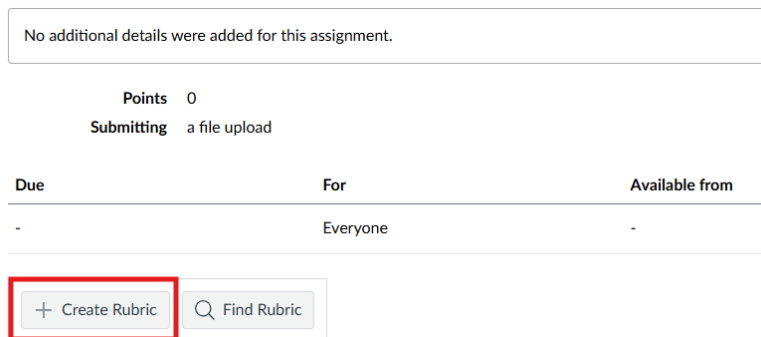 No additional details were added for this assignment.
Points 0
Submitting a file upload
Due For Available from
- Everyone -
Create Rubric Find Rubric